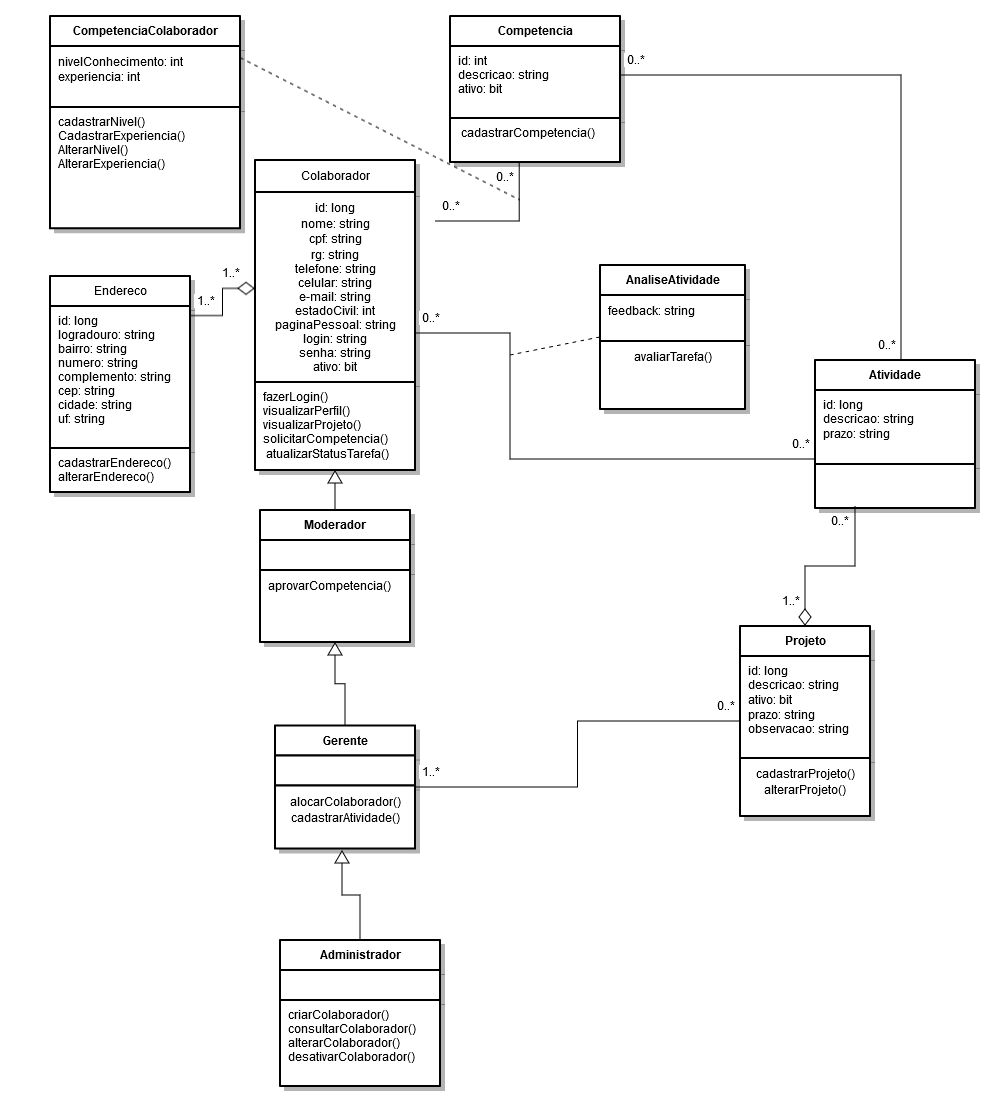 CompetenciaColaborador
nivelConhecimento: int
experiencia: int
cadastrarNivel()
CadastrarExperiencia()
AlterarNivel()
AlterarExperiencia()
Competencia
id: int
descricao: string
ativo: bit
cadastrarCompetencia()
0..*
0..*
0..*
Colaborador
id: long
nome: string
cpf: string
rg: string
telefone: string
celular: string
e-mail: string
estadoCivil: int
paginaPessoal: string
login: string
senha: string
ativo: bit
fazerLogin()
visualizarPerfil()
visualizarProjeto()
solicitarCompetencia()
atualizarStatusTarefa()
1..*
1..*
Endereco
id: long
logradouro: string
bairro: string
numero: string
complemento: string
cep: string
cidade: string
uf: string
cadastrarEndereco()
alterarEndereco()
AnaliseAtividade
feedback: string
avaliarTarefa()
0..*
0..*
0..*
Atividade
id: long
descricao: string
prazo: string
0..*
1..*
Moderador
aprovarCompetencia()
Projeto
id: long
descricao: string
ativo: bit
prazo: string
observacao: string
cadastrarProjeto()
alterarProjeto()
0..*
1..*
Gerente
alocarColaborador()
cadastrarAtividade()
Administrador
criarColaborador()
consultarColaborador()
alterarColaborador()
desativarColaborador()